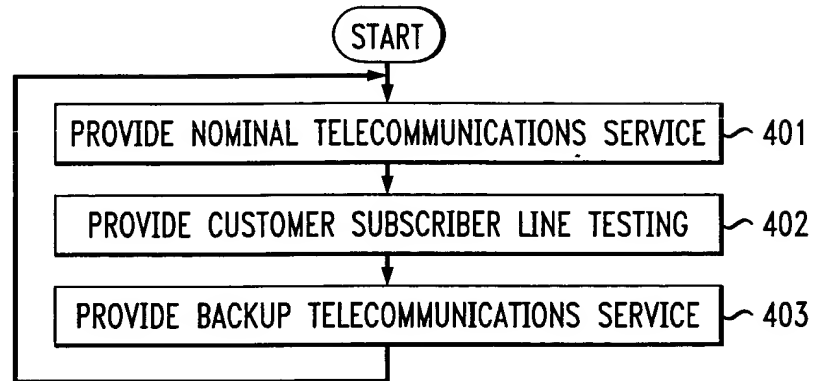 START
PROVIDE NOMINAL TELECOMMUNICATIONS SERVICE 401
PROVIDE CUSTOMER SUBSCRIBER LINE TESTING 402
PROVIDE BACKUP TELECOMMUNICATIONS SERVICE 403